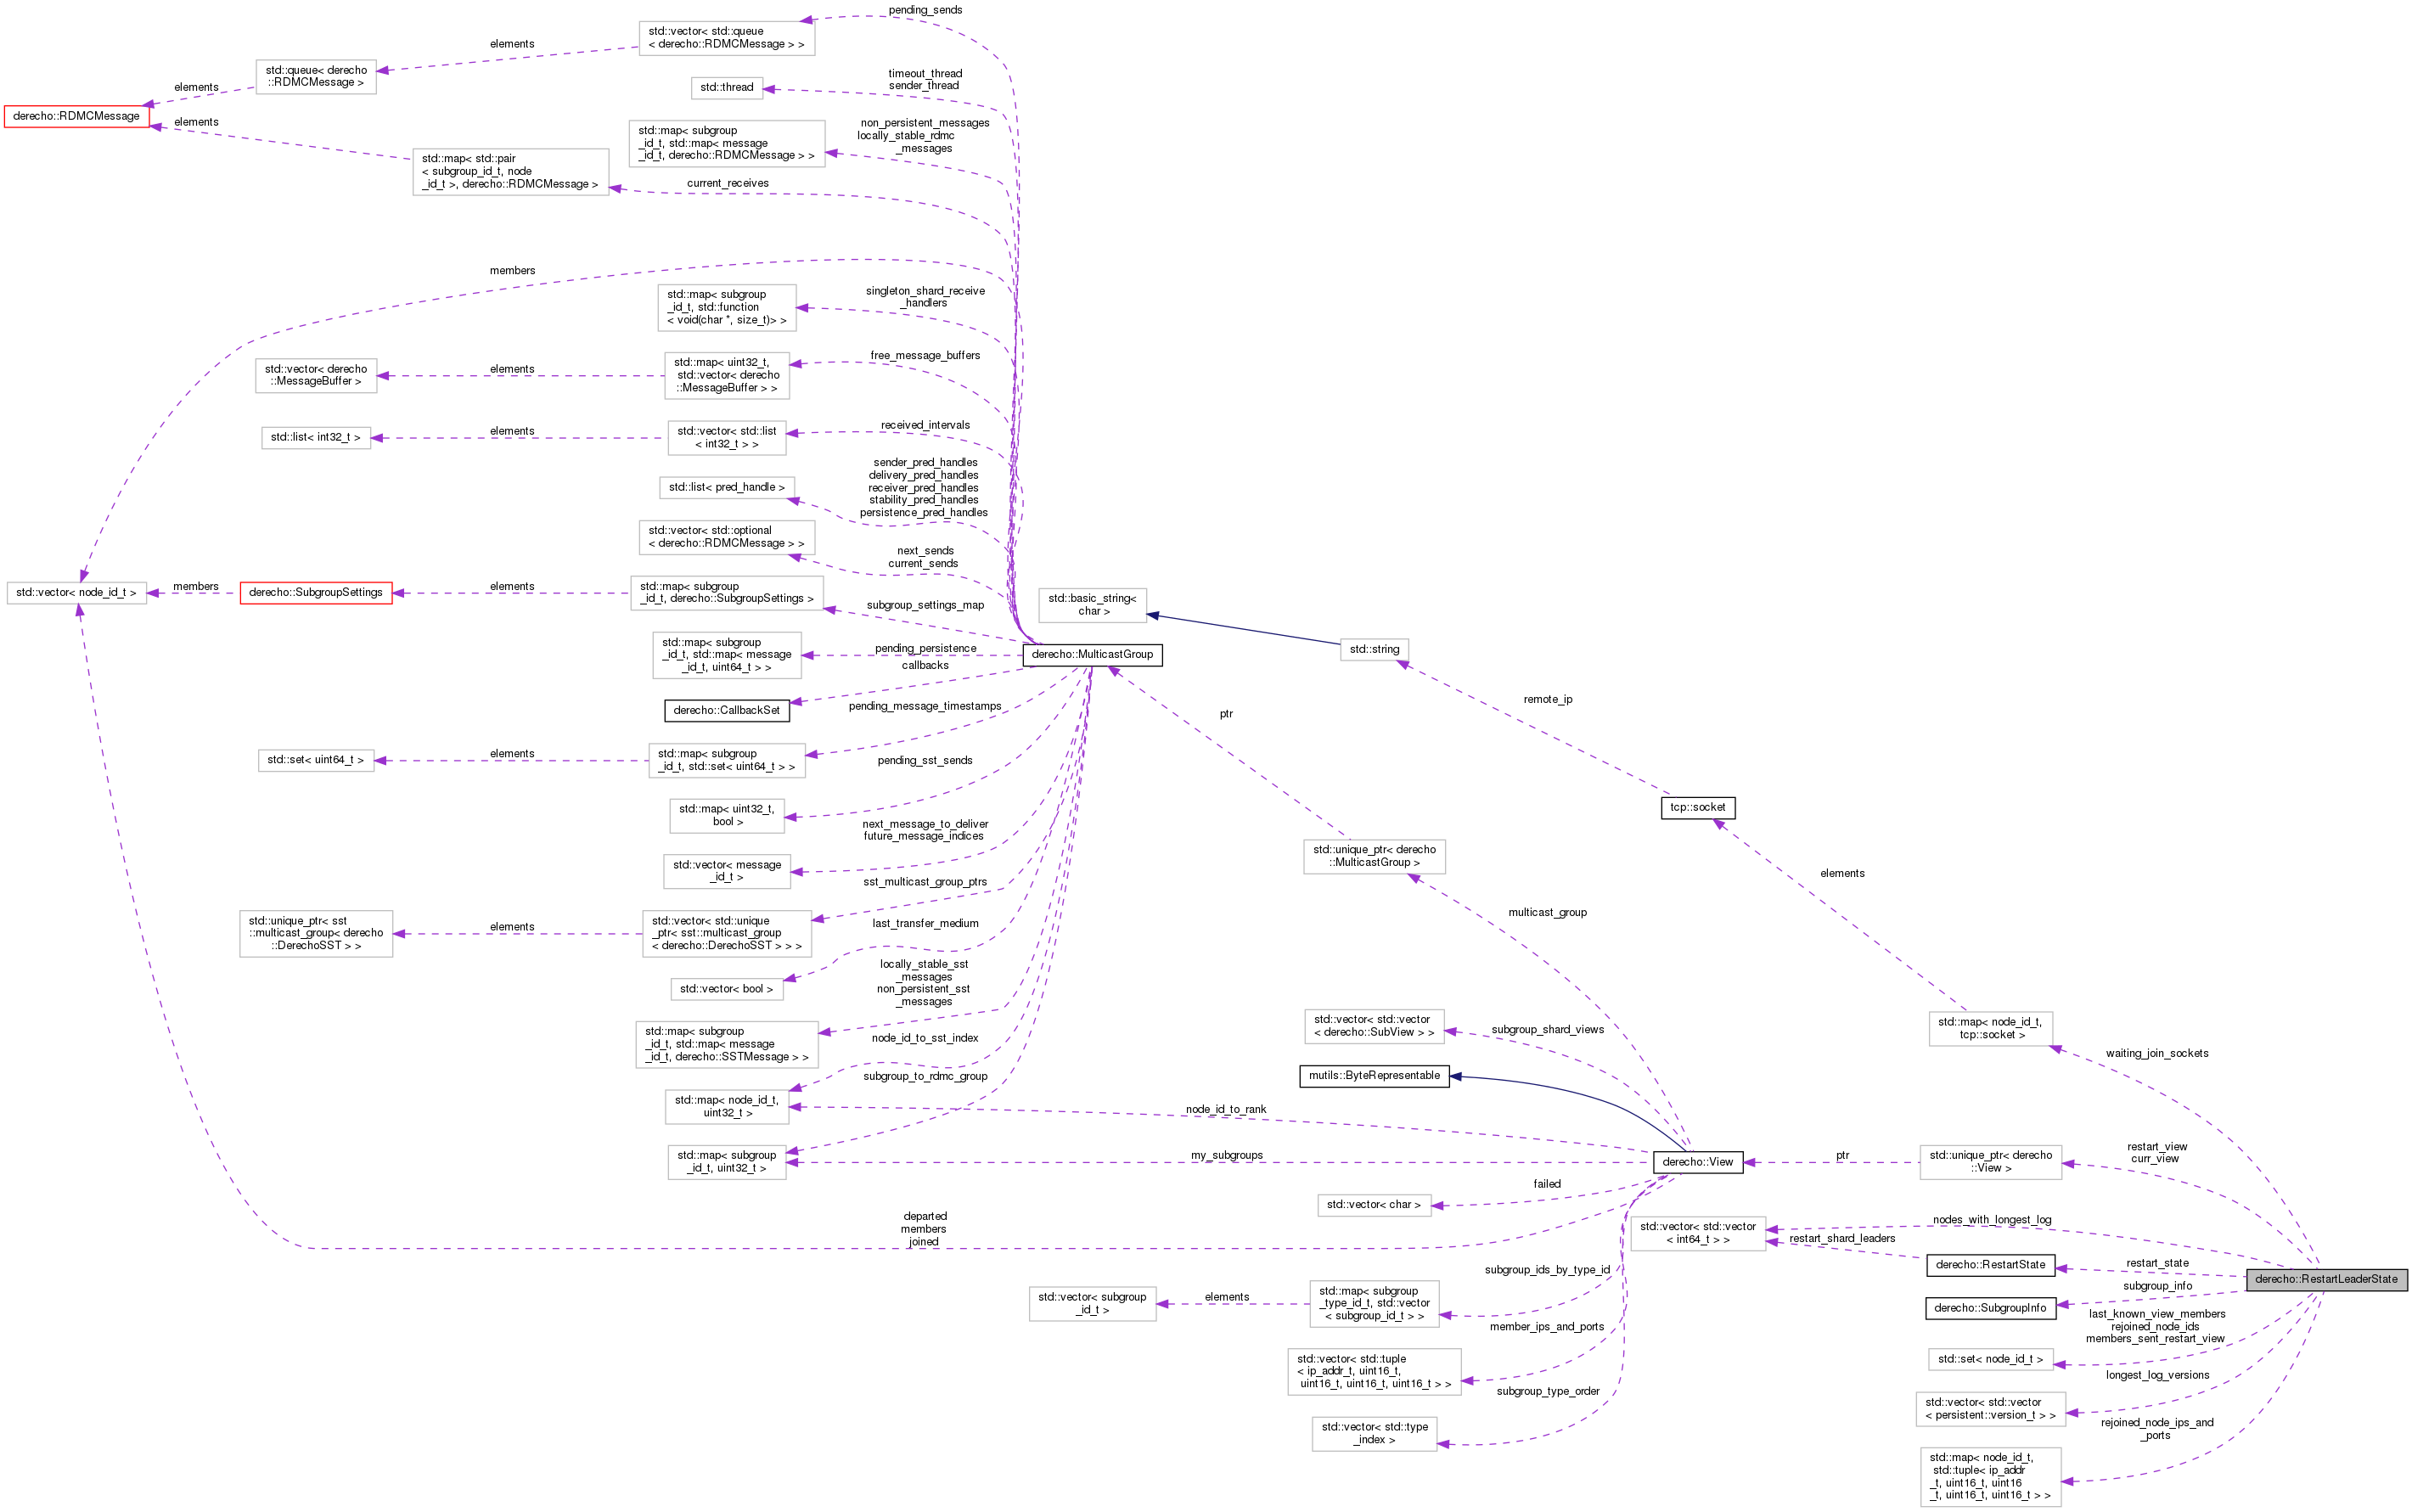 pending_sends
std::vector< std::queue
< derecho::RDMCMessage > >
elements
std::queue< derecho
::RDMCMessage >
elements
derecho::RDMCMessage
timeout_thread
sender_thread
std::thread
elements
non_persistent_messages
locally_stable_rdmc
_messages
std::map< subgroup
_id_t, std::map< message
_id_t, derecho::RDMCMessage > >
std::map< std::pair
< subgroup_id_t, node
_id_t >, derecho::RDMCMessage >
current_receives
members
singleton_shard_receive
_handlers
std::map< subgroup
_id_t, std::function
< void(char *, size_t)> >
free_message_buffers
std::map< uint32_t,
std::vector< derecho
::MessageBuffer > >
elements
std::vector< derecho
::MessageBuffer >
received_intervals
std::vector< std::list
< int32_t > >
elements
std::list< int32_t >
sender_pred_handles
delivery_pred_handles
receiver_pred_handles
stability_pred_handles
persistence_pred_handles
std::list< pred_handle >
std::vector< std::optional
< derecho::RDMCMessage > >
next_sends
current_sends
std::vector< node_id_t >
members
derecho::SubgroupSettings
elements
std::map< subgroup
_id_t, derecho::SubgroupSettings >
subgroup_settings_map
std::basic_string<
char >
std::string
std::map< subgroup
_id_t, std::map< message
_id_t, uint64_t > >
pending_persistence
callbacks
derecho::MulticastGroup
derecho::CallbackSet
pending_message_timestamps
remote_ip
ptr
std::set< uint64_t >
elements
std::map< subgroup
_id_t, std::set< uint64_t > >
pending_sst_sends
std::map< uint32_t,
bool >
tcp::socket
next_message_to_deliver
future_message_indices
std::vector< message
_id_t >
std::unique_ptr< derecho
::MulticastGroup >
elements
sst_multicast_group_ptrs
std::unique_ptr< sst
::multicast_group< derecho
::DerechoSST > >
elements
std::vector< std::unique
_ptr< sst::multicast_group
< derecho::DerechoSST > > >
last_transfer_medium
multicast_group
std::vector< bool >
locally_stable_sst
_messages
non_persistent_sst
_messages
std::map< subgroup
_id_t, std::map< message
_id_t, derecho::SSTMessage > >
node_id_to_sst_index
std::vector< std::vector
< derecho::SubView > >
subgroup_shard_views
std::map< node_id_t,
tcp::socket >
waiting_join_sockets
subgroup_to_rdmc_group
mutils::ByteRepresentable
std::map< node_id_t,
uint32_t >
node_id_to_rank
std::map< subgroup
_id_t, uint32_t >
my_subgroups
derecho::View
ptr
std::unique_ptr< derecho
::View >
restart_view
curr_view
failed
std::vector< char >
departed
members
joined
std::vector< std::vector
< int64_t > >
nodes_with_longest_log
restart_shard_leaders
derecho::RestartState
restart_state
derecho::RestartLeaderState
subgroup_info
derecho::SubgroupInfo
subgroup_ids_by_type_id
std::vector< subgroup
_id_t >
elements
std::map< subgroup
_type_id_t, std::vector
< subgroup_id_t > >
last_known_view_members
rejoined_node_ids
members_sent_restart_view
member_ips_and_ports
std::set< node_id_t >
std::vector< std::tuple
< ip_addr_t, uint16_t,
uint16_t, uint16_t, uint16_t > >
longest_log_versions
subgroup_type_order
std::vector< std::vector
< persistent::version_t > >
std::vector< std::type
_index >
rejoined_node_ips_and
_ports
std::map< node_id_t,
std::tuple< ip_addr
_t, uint16_t, uint16
_t, uint16_t, uint16_t > >